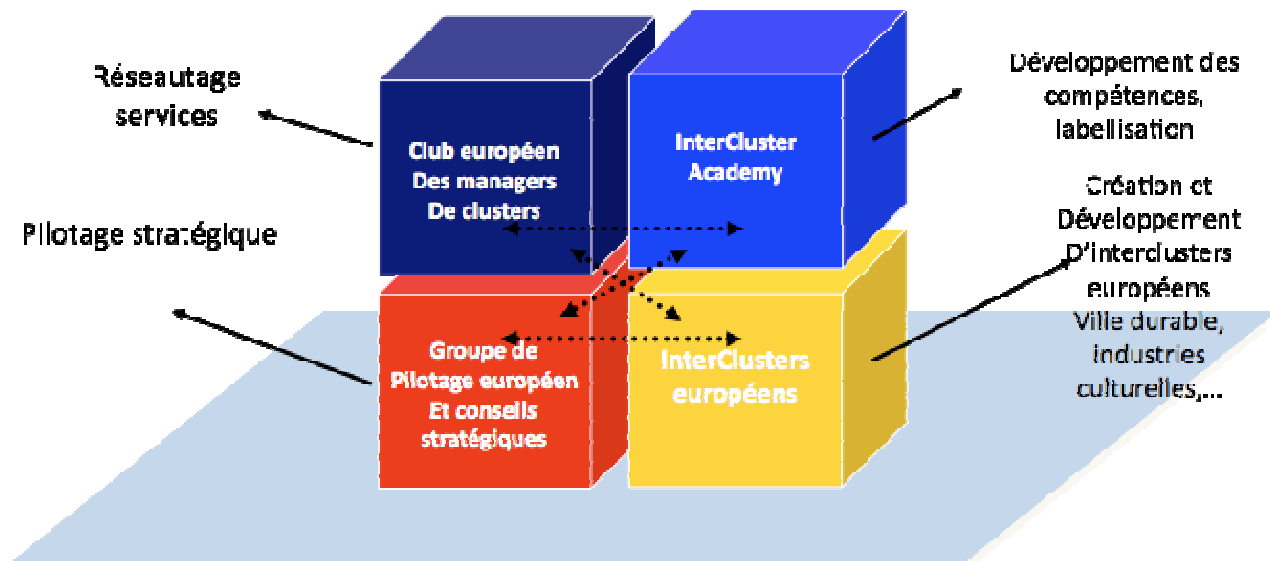 Réseautage
services
Pilotage stratégique
Club européen
Des managers
De clusters
InterCluster
Academy
Groupe de
Pilotage européen
Et conseils
stratégiques
InterClusters
européens
Développement des
compétences,
labellisation
Création et
Développement
D'interclusters
européens
Ville durable,
industries
culturelles,...